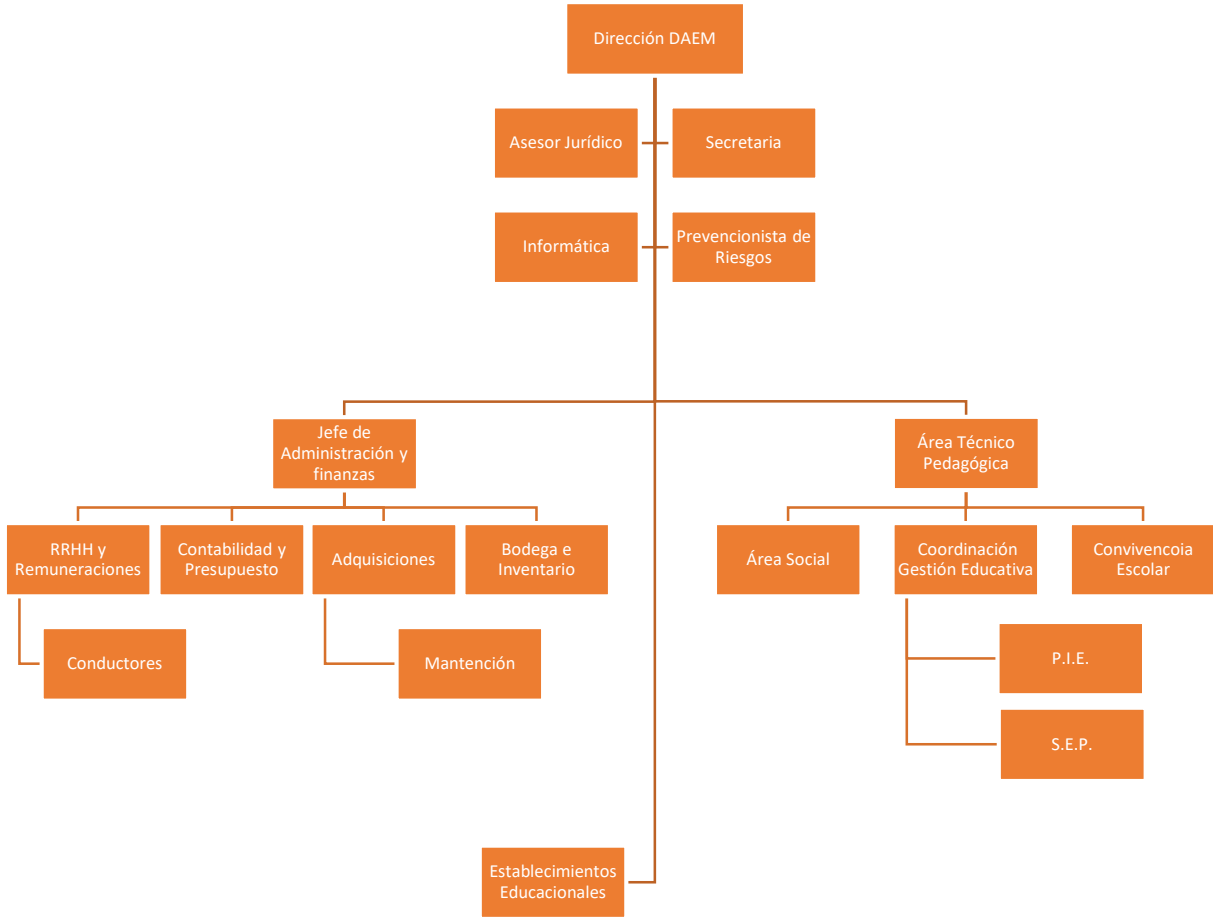 Dirección DAEM
Asesor Jurídico
Secretaria
Informática
Prevencionista de
Riesgos
Jefe de
Administración y
finanzas
Área Técnico
Pedagógica
RRHH y
Remuneraciones
Contabilidad y
Presupuesto
Adquisiciones
Bodega e
Inventario
Área Social
Coordinación
Gestión Educativa
Convivencoia
Escolar
Conductores
Mantención
P.I.E.
S.E.P.
Establecimientos
Educacionales